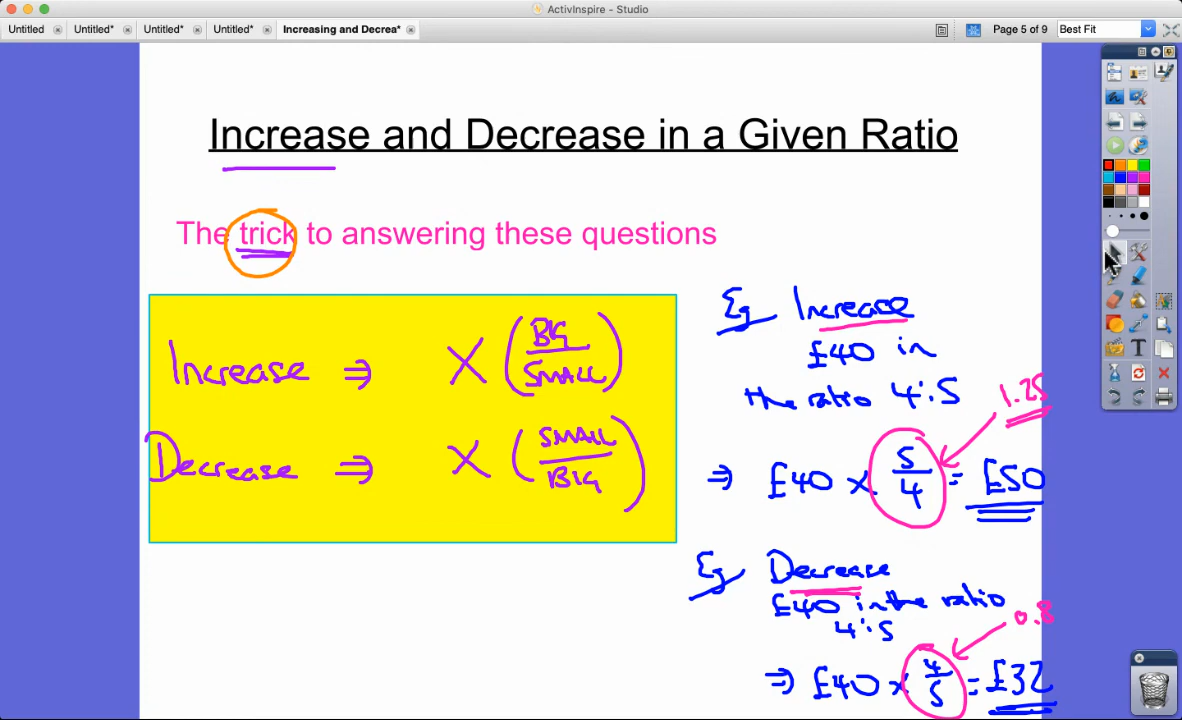 ActivInspire - Studio
Untitled Untitled* Untitled* Untitled* Increasing and Decrea* Page 5 of 9 Best Fit
Increase and Decrease in a Given Ratio
The trick to answering these questions
Increase ⇒ X (BIG/SMALL)
Decrease ⇒ X (SMALL/BIG)
Eg Increase
£40 in
the ratio 4:5
1.25
⇒ £40 × 5/4 = £50
Eg Decrease
£40 in the ratio
4:5
0.8
⇒ £40 × 4/5 = £32